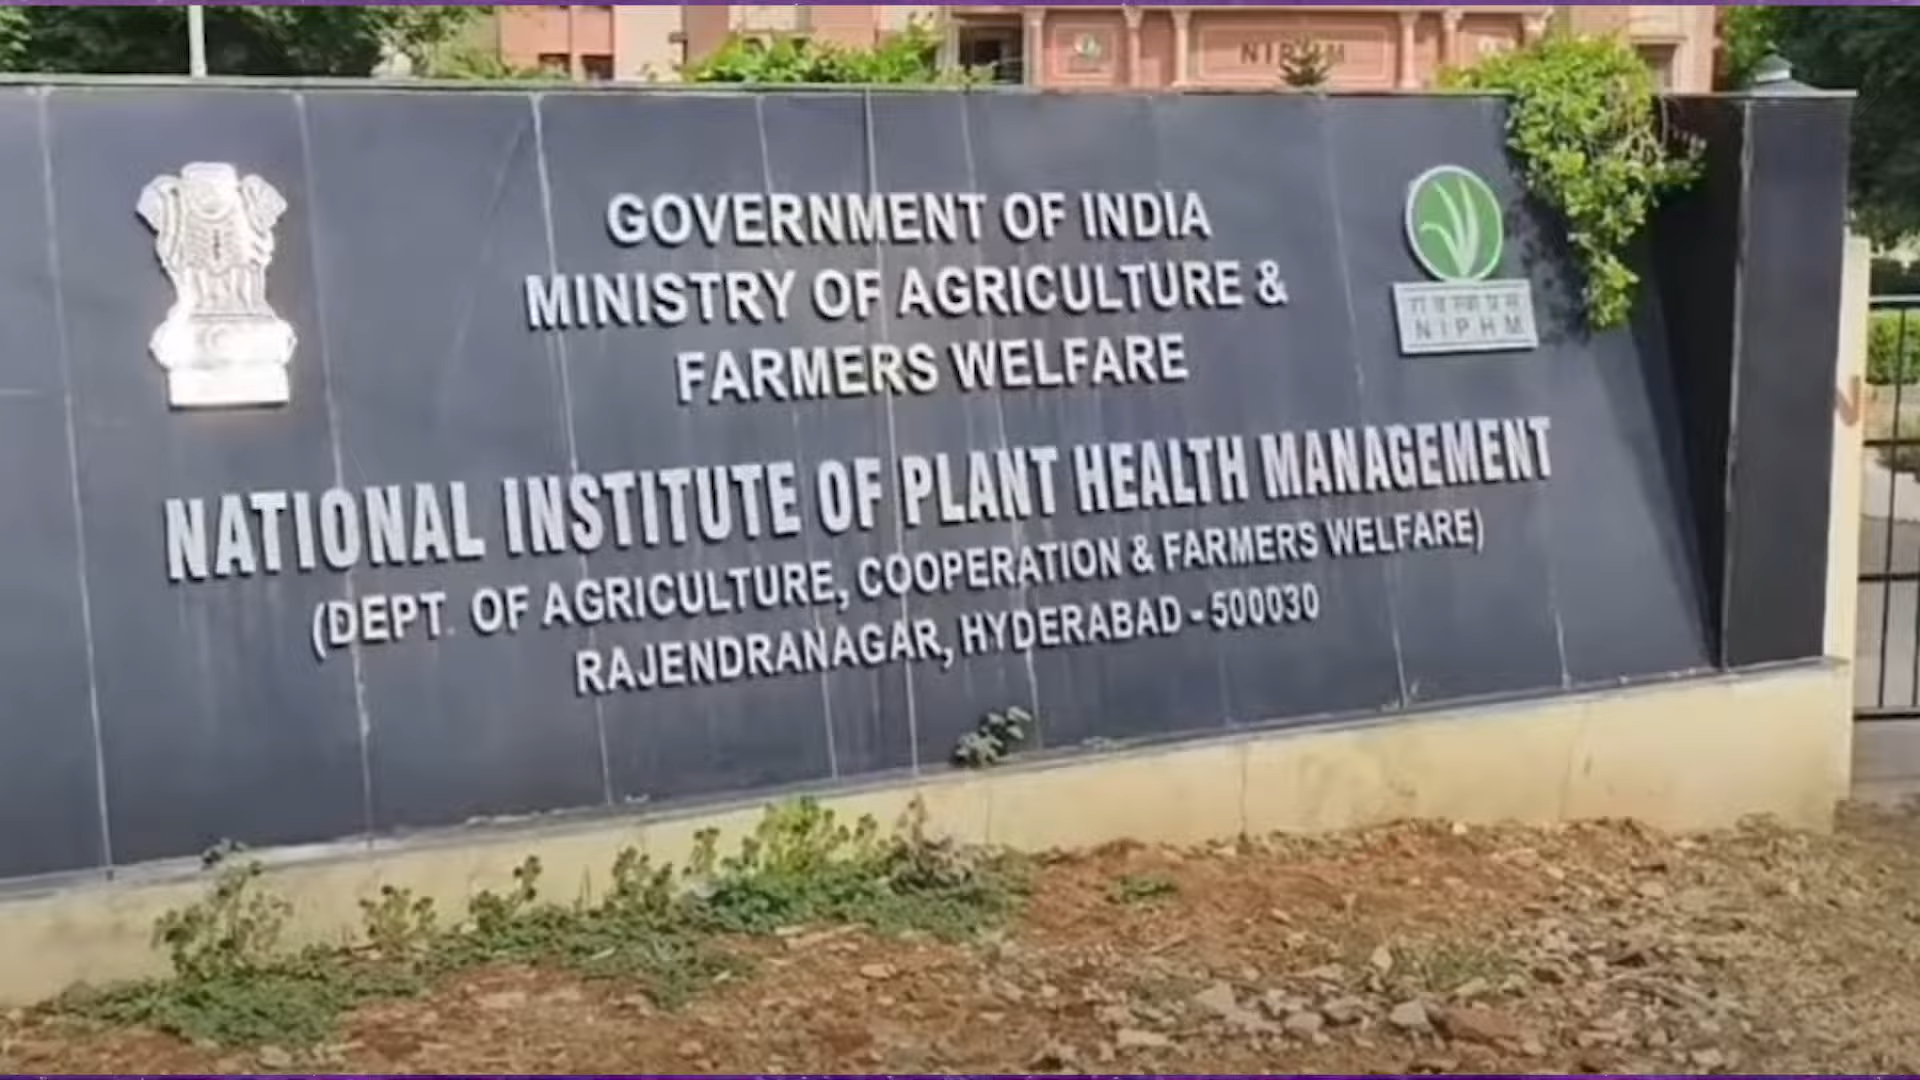 NIPHM
GOVERNMENT OF INDIA
MINISTRY OF AGRICULTURE &
FARMERS WELFARE
NIPHM
NATIONAL INSTITUTE OF PLANT HEALTH MANAGEMENT
(DEPT. OF AGRICULTURE, COOPERATION & FARMERS WELFARE)
RAJENDRANAGAR, HYDERABAD - 500030